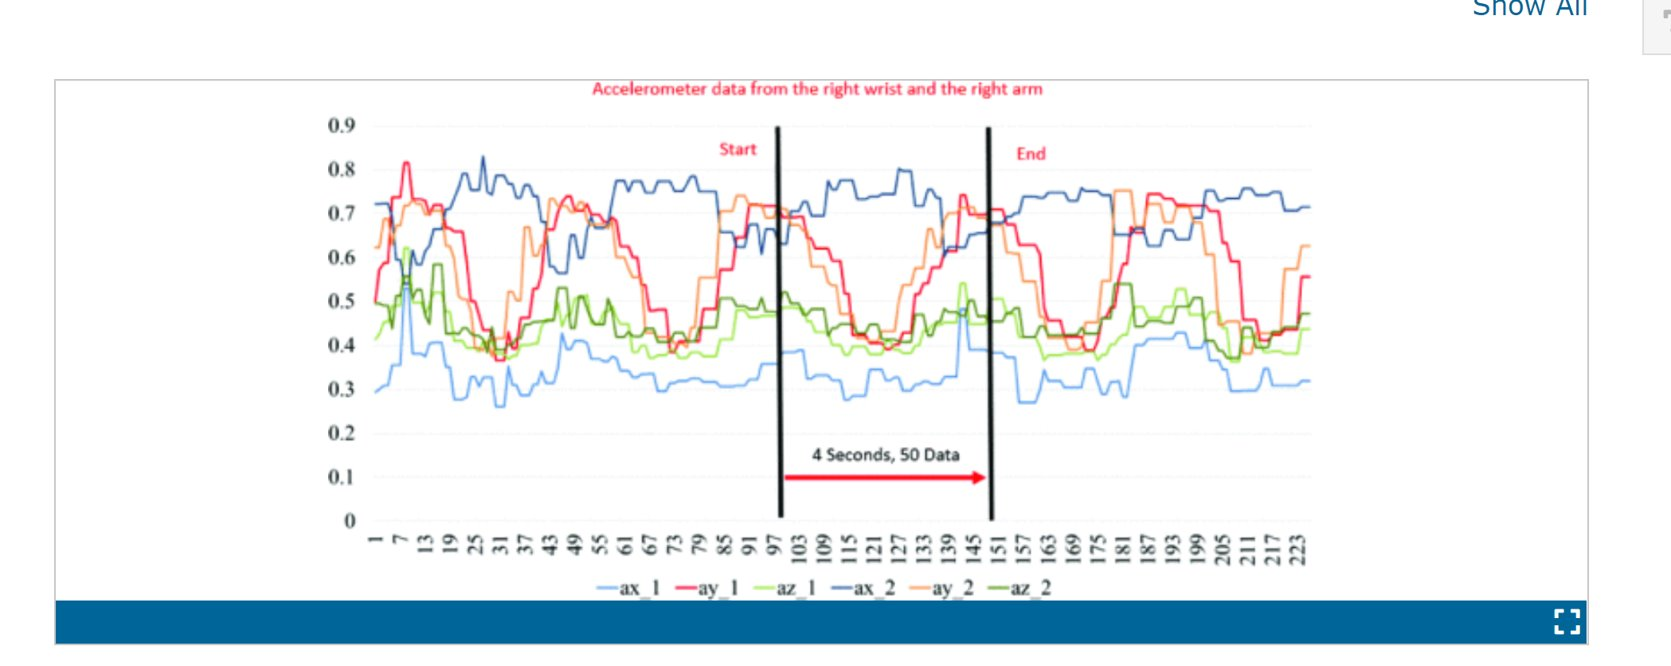 Show All
Accelerometer data from the right wrist and the right arm
0.9
Start
End
0.8
0.7
0.6
0.5
0.4
0.3
0.2
4 Seconds, 50 Data
0.1
0
1 7 13 19 25 31 37 43 49 55 61 67 73 79 85 91 97 103 109 115 121 127 133 139 145 151 157 163 169 175 181 187 193 199 205 211 217 223
ax_1 ay_1 az_1 ax_2 ay_2 az_2